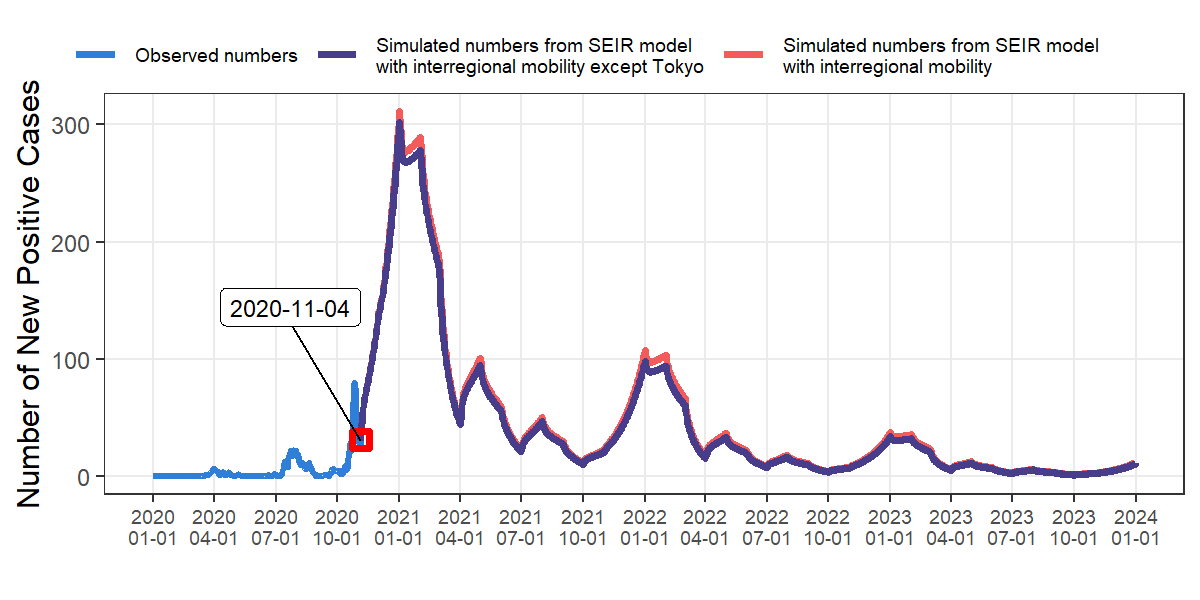 Observed numbers
Simulated numbers from SEIR model
with interregional mobility except Tokyo
Simulated numbers from SEIR model
with interregional mobility
Number of New Positive Cases
300
200
100
0
2020-11-04
2020 2020 2020 2020 2021 2021 2021 2021 2022 2022 2022 2022 2023 2023 2023 2023 2024
01-01 04-01 07-01 10-01 01-01 04-01 07-01 10-01 01-01 04-01 07-01 10-01 01-01 04-01 07-01 10-01 01-01